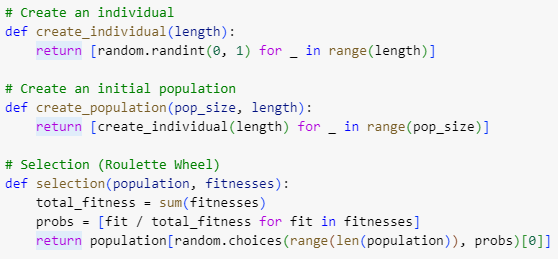 # Create an individual
def create_individual(length):
    return [random.randint(0, 1) for _ in range(length)]

# Create an initial population
def create_population(pop_size, length):
    return [create_individual(length) for _ in range(pop_size)]

# Selection (Roulette Wheel)
def selection(population, fitnesses):
    total_fitness = sum(fitnesses)
    probs = [fit / total_fitness for fit in fitnesses]
    return population[random.choices(range(len(population)), probs)[0]]